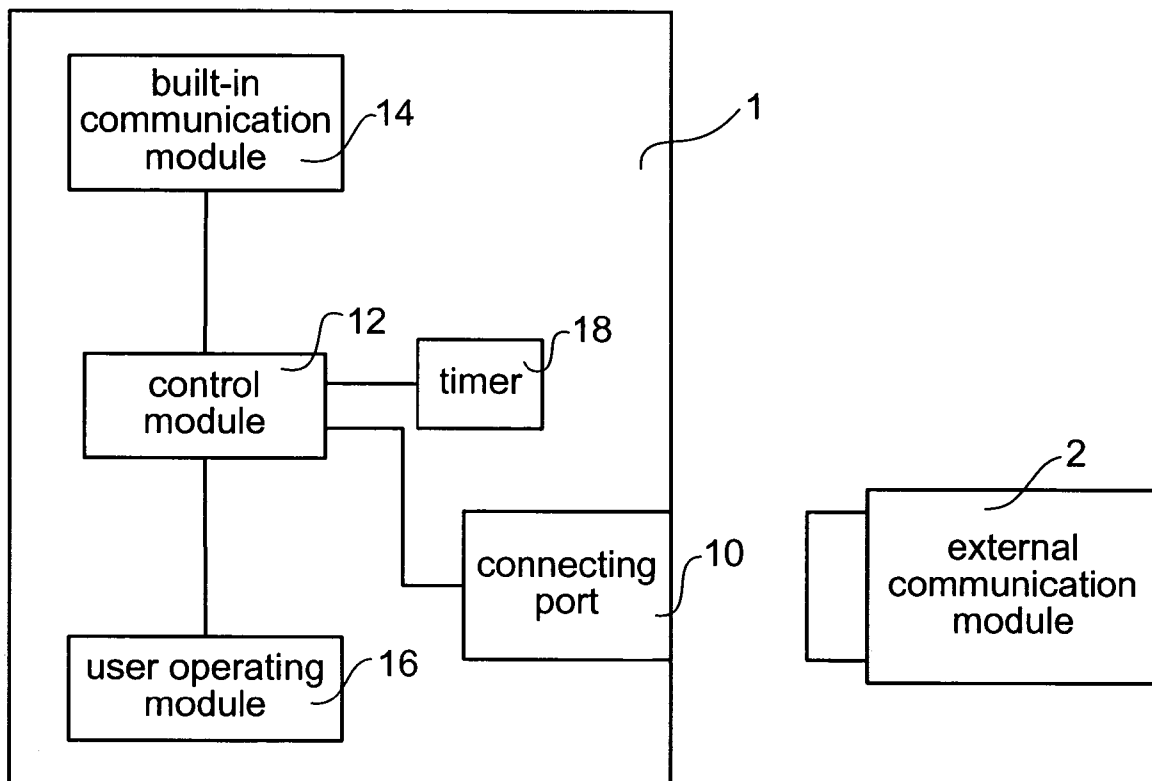 built-in
communication
module
14
1
12
control
module
18
timer
connecting
port
10
2
external
communication
module
user operating
module
16